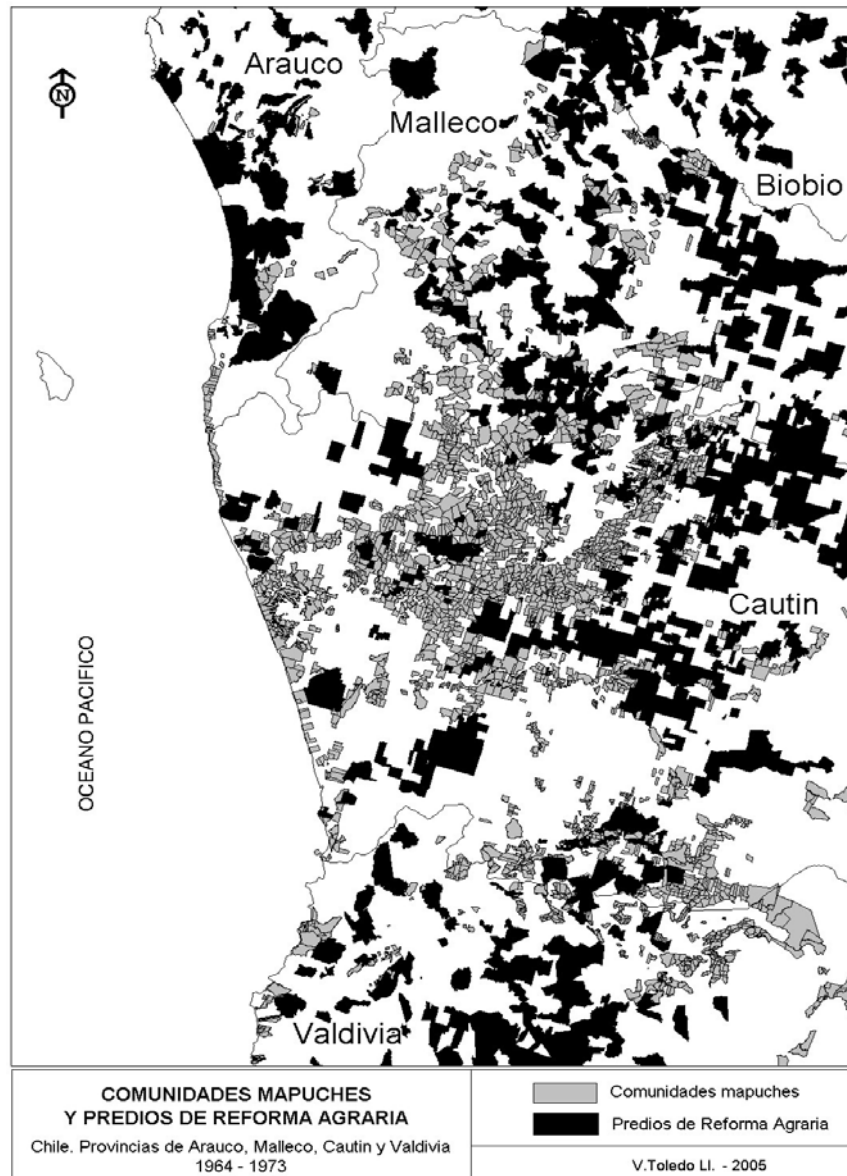 N
Arauco
Malleco
Biobio
Cautin
OCEANO PACIFICO
Valdivia
COMUNIDADES MAPUCHES
Y PREDIOS DE REFORMA AGRARIA
Chile. Provincias de Arauco, Malleco, Cautin y Valdivia
1964 - 1973
Comunidades mapuches
Predios de Reforma Agraria
V.Toledo Ll. - 2005